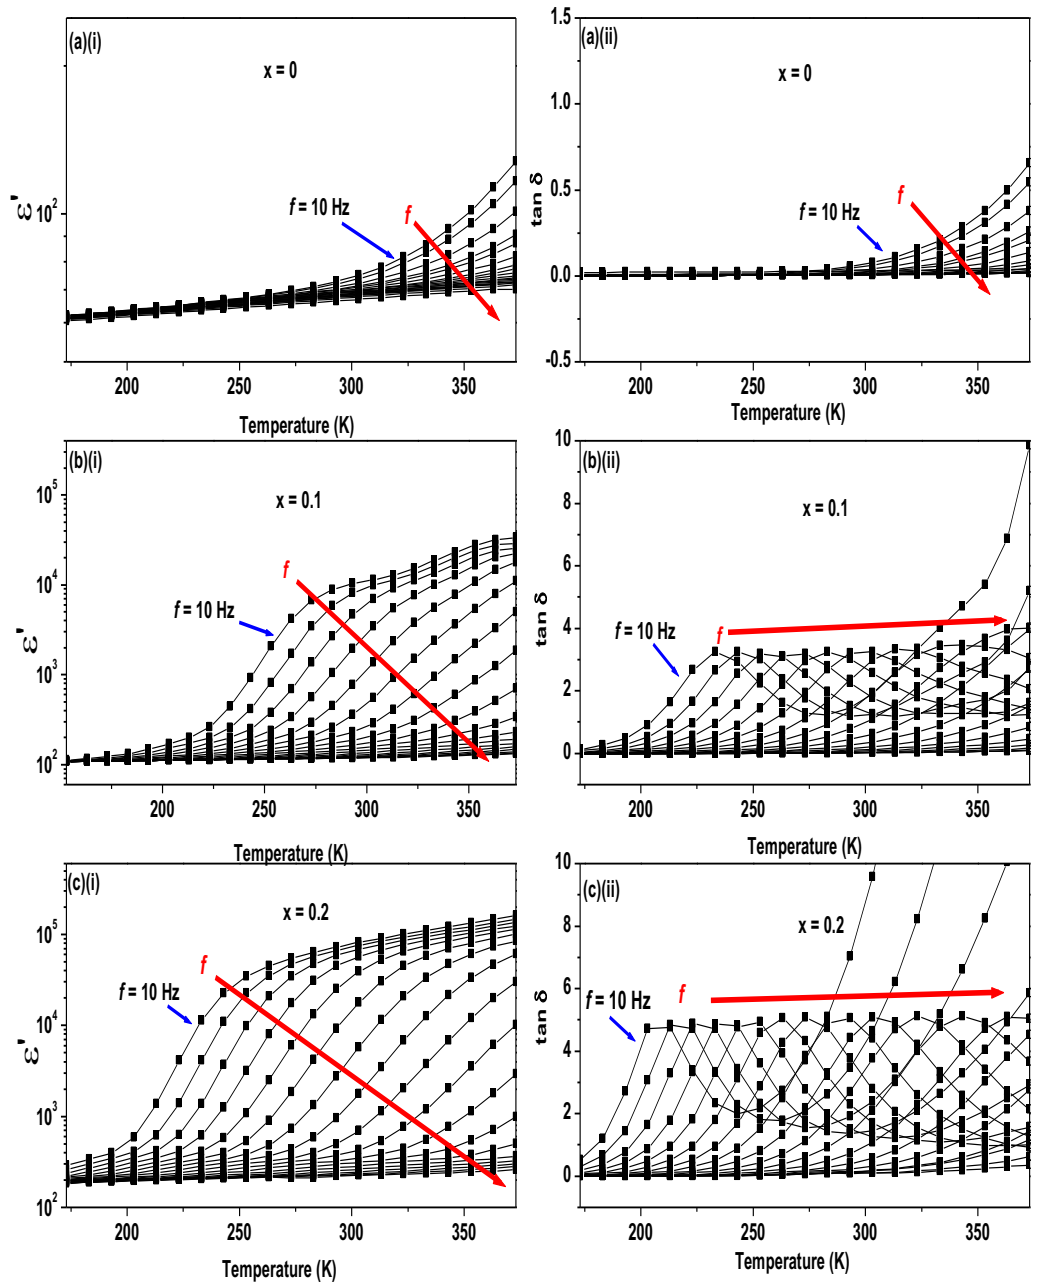 (a)(i)
x = 0
ε'
10²
f = 10 Hz
f
200 250 300 350
Temperature (K)
(a)(ii)
x = 0
tan δ
1.5
1.0
0.5
0.0
-0.5
f = 10 Hz
f
200 250 300 350
Temperature (K)
(b)(i)
x = 0.1
ε'
10⁵
10⁴
10³
10²
f = 10 Hz
f
200 250 300 350
Temperature (K)
(b)(ii)
x = 0.1
tan δ
10
8
6
4
2
0
f = 10 Hz
f
200 250 300 350
Temperature (K)
(c)(i)
x = 0.2
ε'
10⁵
10⁴
10³
10²
f = 10 Hz
f
200 250 300 350
Temperature (K)
(c)(ii)
x = 0.2
tan δ
10
8
6
4
2
0
f = 10 Hz
f
200 250 300 350
Temperature (K)